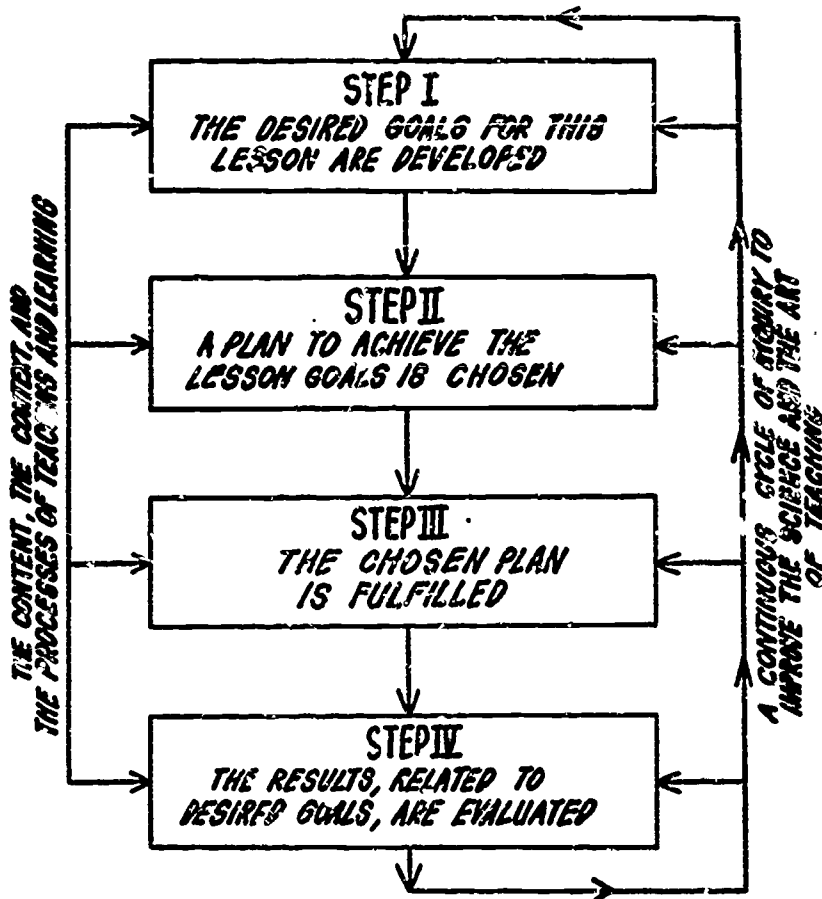 STEP I
THE DESIRED GOALS FOR THIS
LESSON ARE DEVELOPED
STEP II
A PLAN TO ACHIEVE THE
LESSON GOALS IS CHOSEN
STEP III
THE CHOSEN PLAN
IS FULFILLED
STEP IV
THE RESULTS, RELATED TO
DESIRED GOALS, ARE EVALUATED
THE CONTENT, THE CONTEXT, AND
THE PROCESSES OF TEACHING AND LEARNING
A CONTINUOUS CYCLE OF INQUIRY TO
IMPROVE THE SCIENCE AND THE ART
OF TEACHING